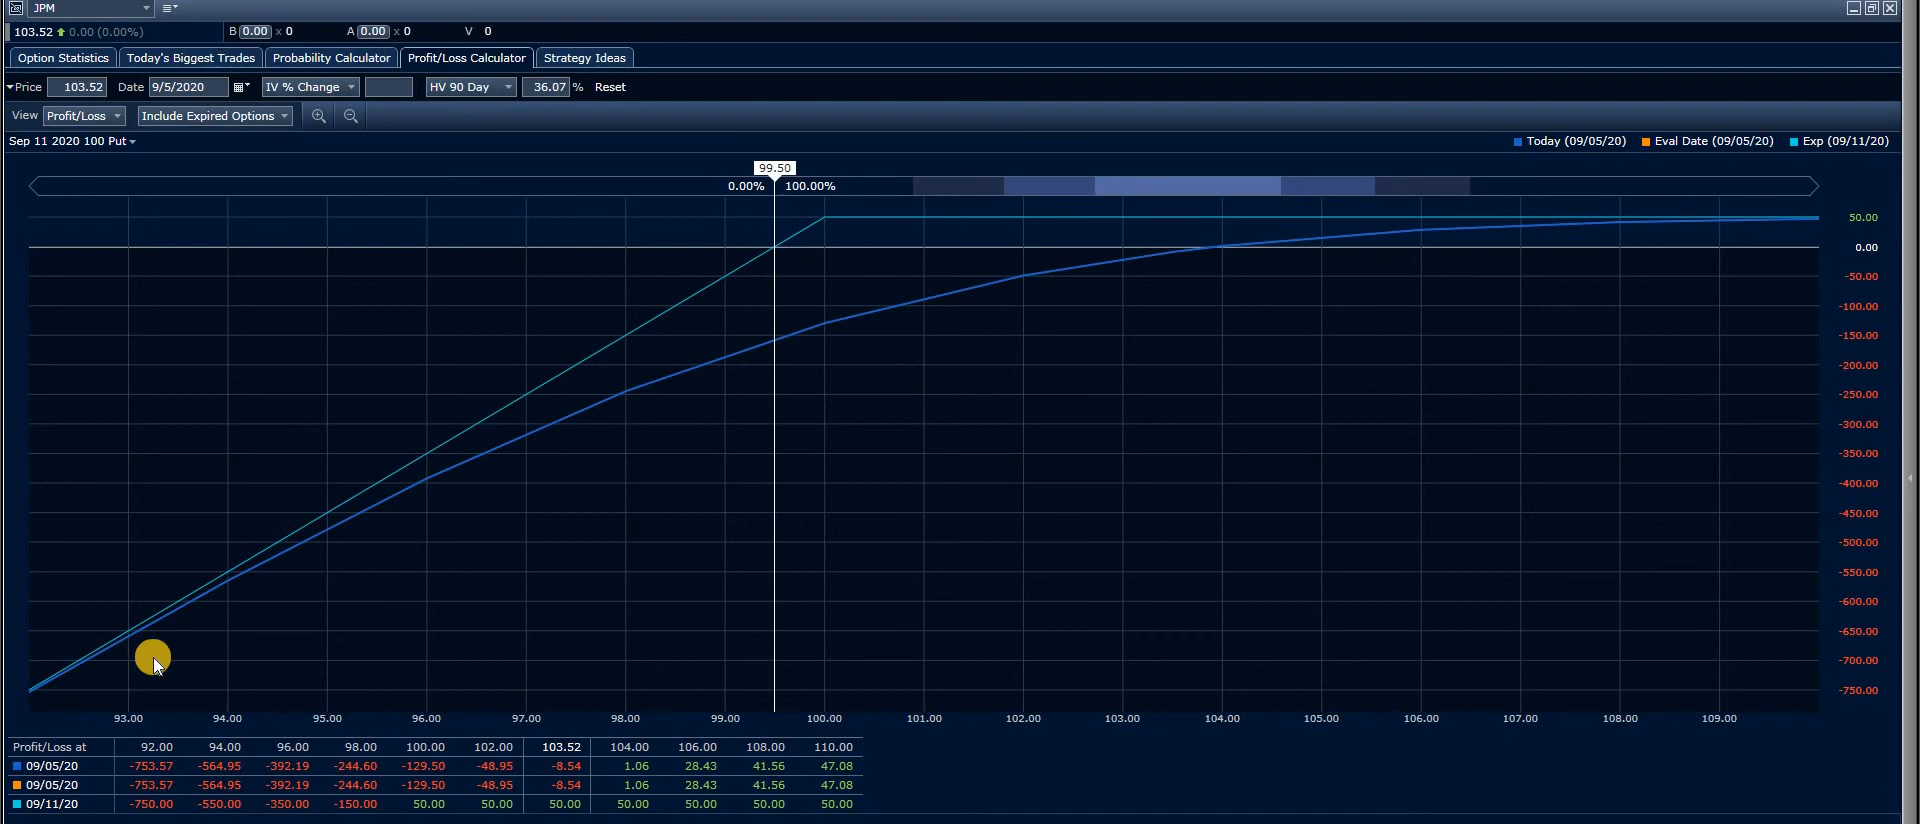 JPM
103.52 0.00 (0.00%) B 0.00 x 0 A 0.00 x 0 V 0
Option Statistics Today's Biggest Trades Probability Calculator Profit/Loss Calculator Strategy Ideas
Price 103.52 Date 9/5/2020 IV % Change HV 90 Day 36.07 % Reset
View Profit/Loss Include Expired Options
Sep 11 2020 100 Put Today (09/05/20) Eval Date (09/05/20) Exp (09/11/20)
99.50
0.00% 100.00%
50.00
0.00
-50.00
-100.00
-150.00
-200.00
-250.00
-300.00
-350.00
-400.00
-450.00
-500.00
-550.00
-600.00
-650.00
-700.00
-750.00
93.00 94.00 95.00 96.00 97.00 98.00 99.00 100.00 101.00 102.00 103.00 104.00 105.00 106.00 107.00 108.00 109.00
Profit/Loss at 92.00 94.00 96.00 98.00 100.00 102.00 103.52 104.00 106.00 108.00 110.00
09/05/20 -753.57 -564.95 -392.19 -244.60 -129.50 -48.95 -8.54 1.06 28.43 41.56 47.08
09/05/20 -753.57 -564.95 -392.19 -244.60 -129.50 -48.95 -8.54 1.06 28.43 41.56 47.08
09/11/20 -750.00 -550.00 -350.00 -150.00 50.00 50.00 50.00 50.00 50.00 50.00 50.00